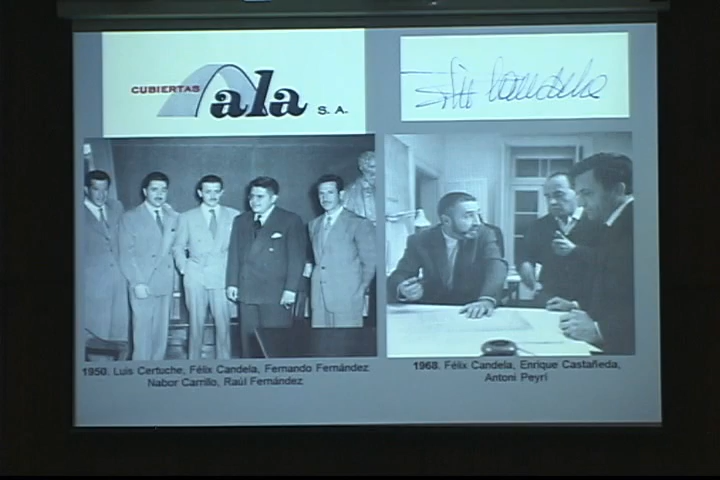 CUBIERTAS ala S. A.
Félix Candela
1950. Luis Certuche, Félix Candela, Fernando Fernández
Nabor Carrillo, Raúl Fernández
1968. Félix Candela, Enrique Castañeda,
Antoni Peyrí